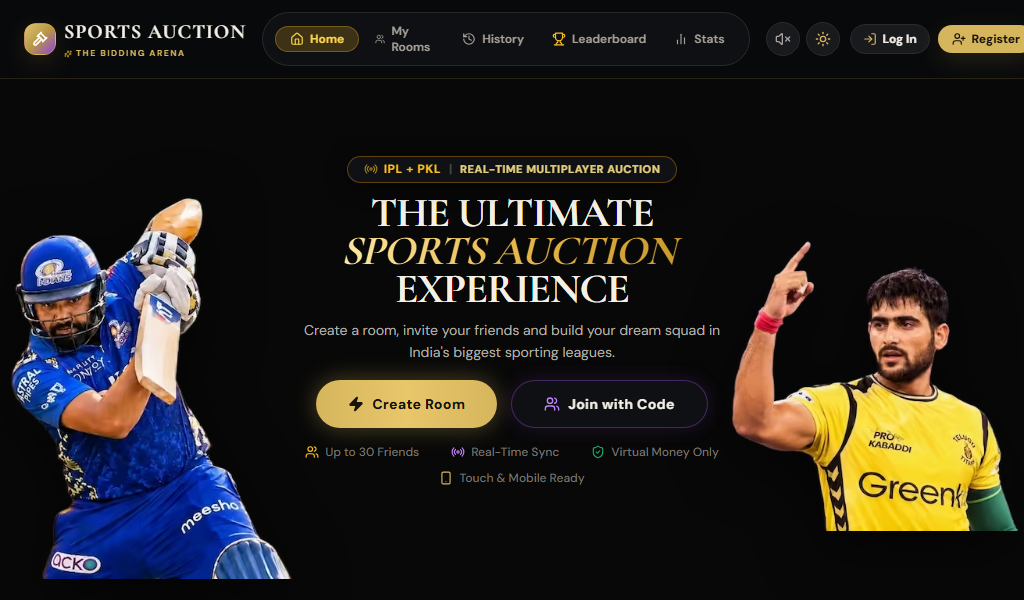 SPORTS AUCTION
THE BIDDING ARENA
Home
My
Rooms
History
Leaderboard
Stats
Log In
Register
IPL + PKL | REAL-TIME MULTIPLAYER AUCTION
THE ULTIMATE
SPORTS AUCTION
EXPERIENCE
Create a room, invite your friends and build your dream squad in
India's biggest sporting leagues.
Create Room
Join with Code
Up to 30 Friends
Real-Time Sync
Virtual Money Only
Touch & Mobile Ready
INDIANS
meesho
ACKO
PRO
KABADDI